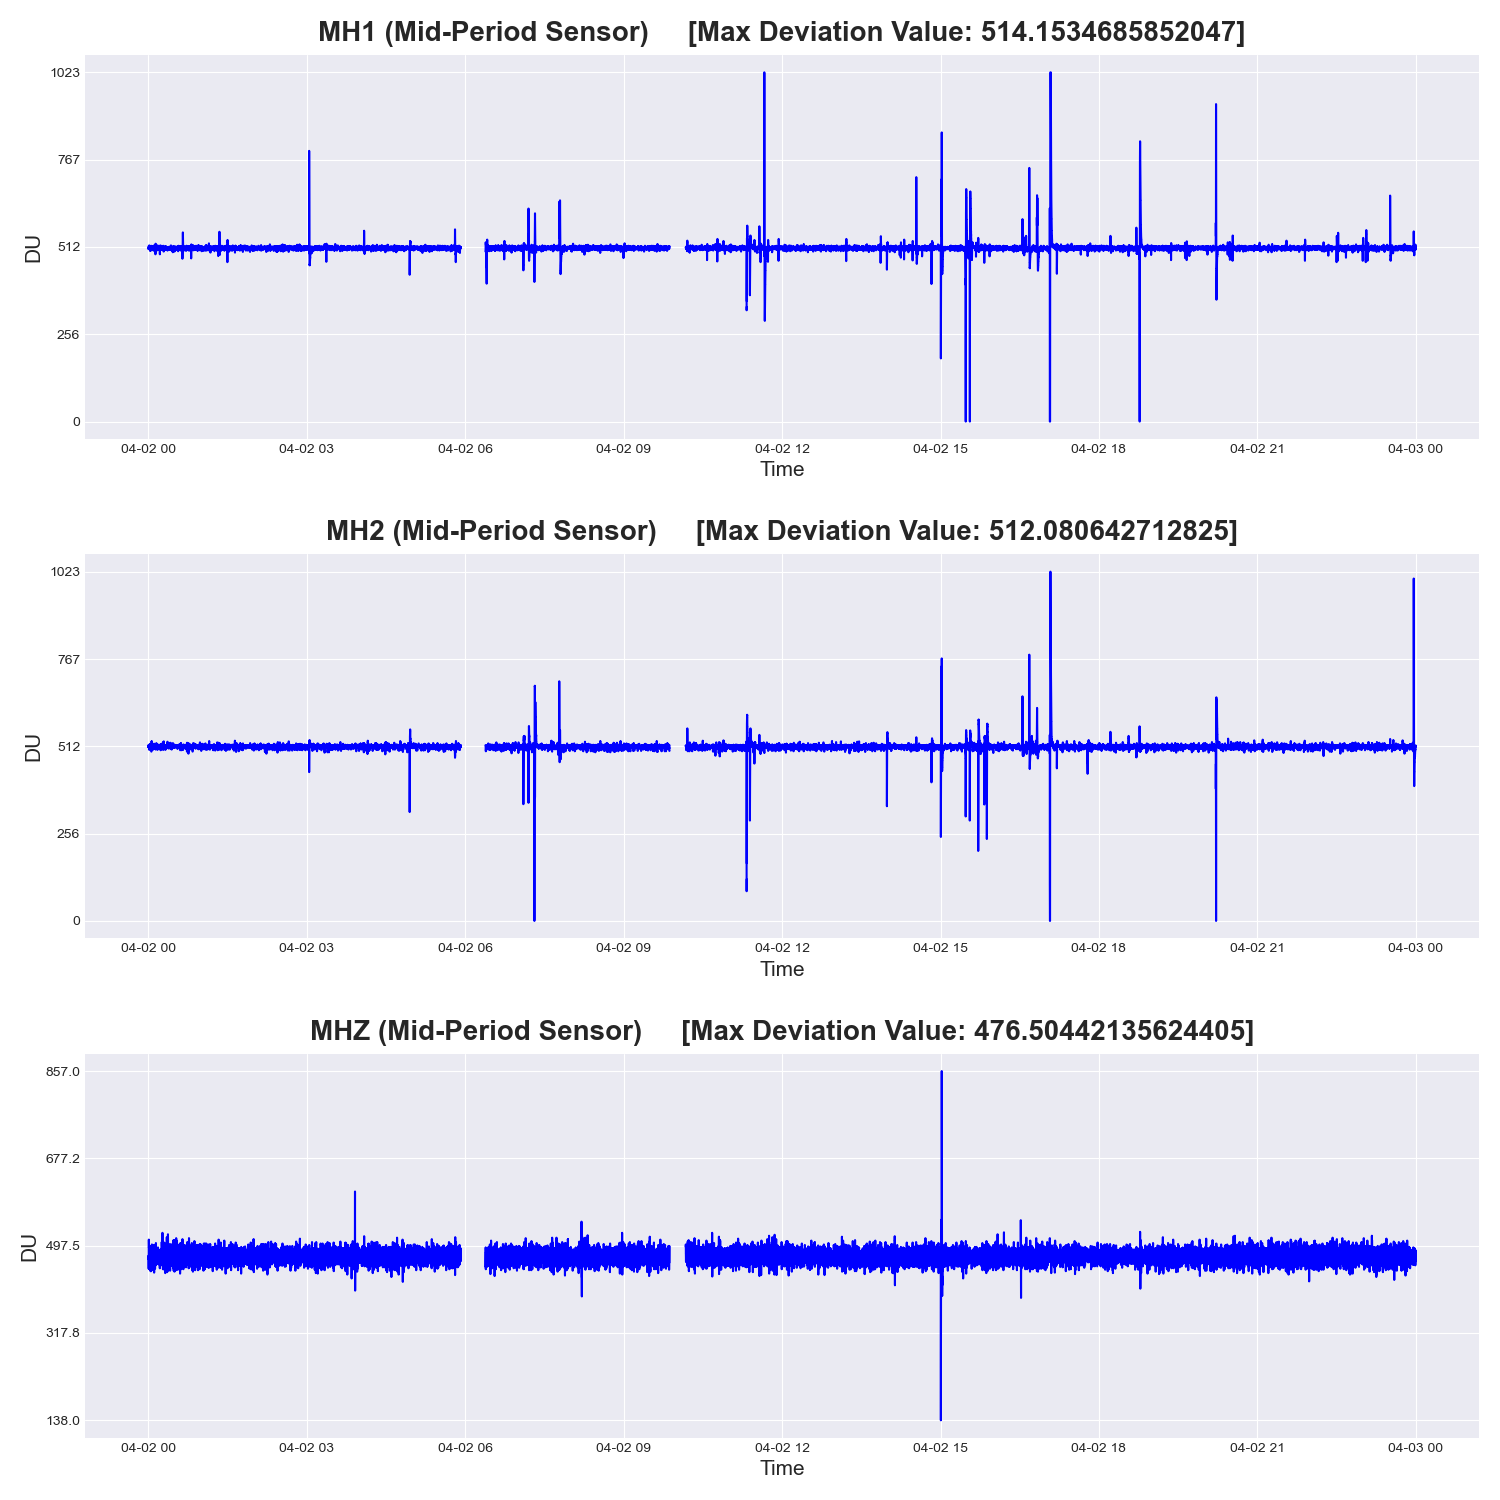 MH1 (Mid-Period Sensor) [Max Deviation Value: 514.1534685852047]
1023
767
512
256
0
DU
04-02 00 04-02 03 04-02 06 04-02 09 04-02 12 04-02 15 04-02 18 04-02 21 04-03 00
Time
MH2 (Mid-Period Sensor) [Max Deviation Value: 512.080642712825]
1023
767
512
256
0
DU
04-02 00 04-02 03 04-02 06 04-02 09 04-02 12 04-02 15 04-02 18 04-02 21 04-03 00
Time
MHZ (Mid-Period Sensor) [Max Deviation Value: 476.50442135624405]
857.0
677.2
497.5
317.8
138.0
DU
04-02 00 04-02 03 04-02 06 04-02 09 04-02 12 04-02 15 04-02 18 04-02 21 04-03 00
Time